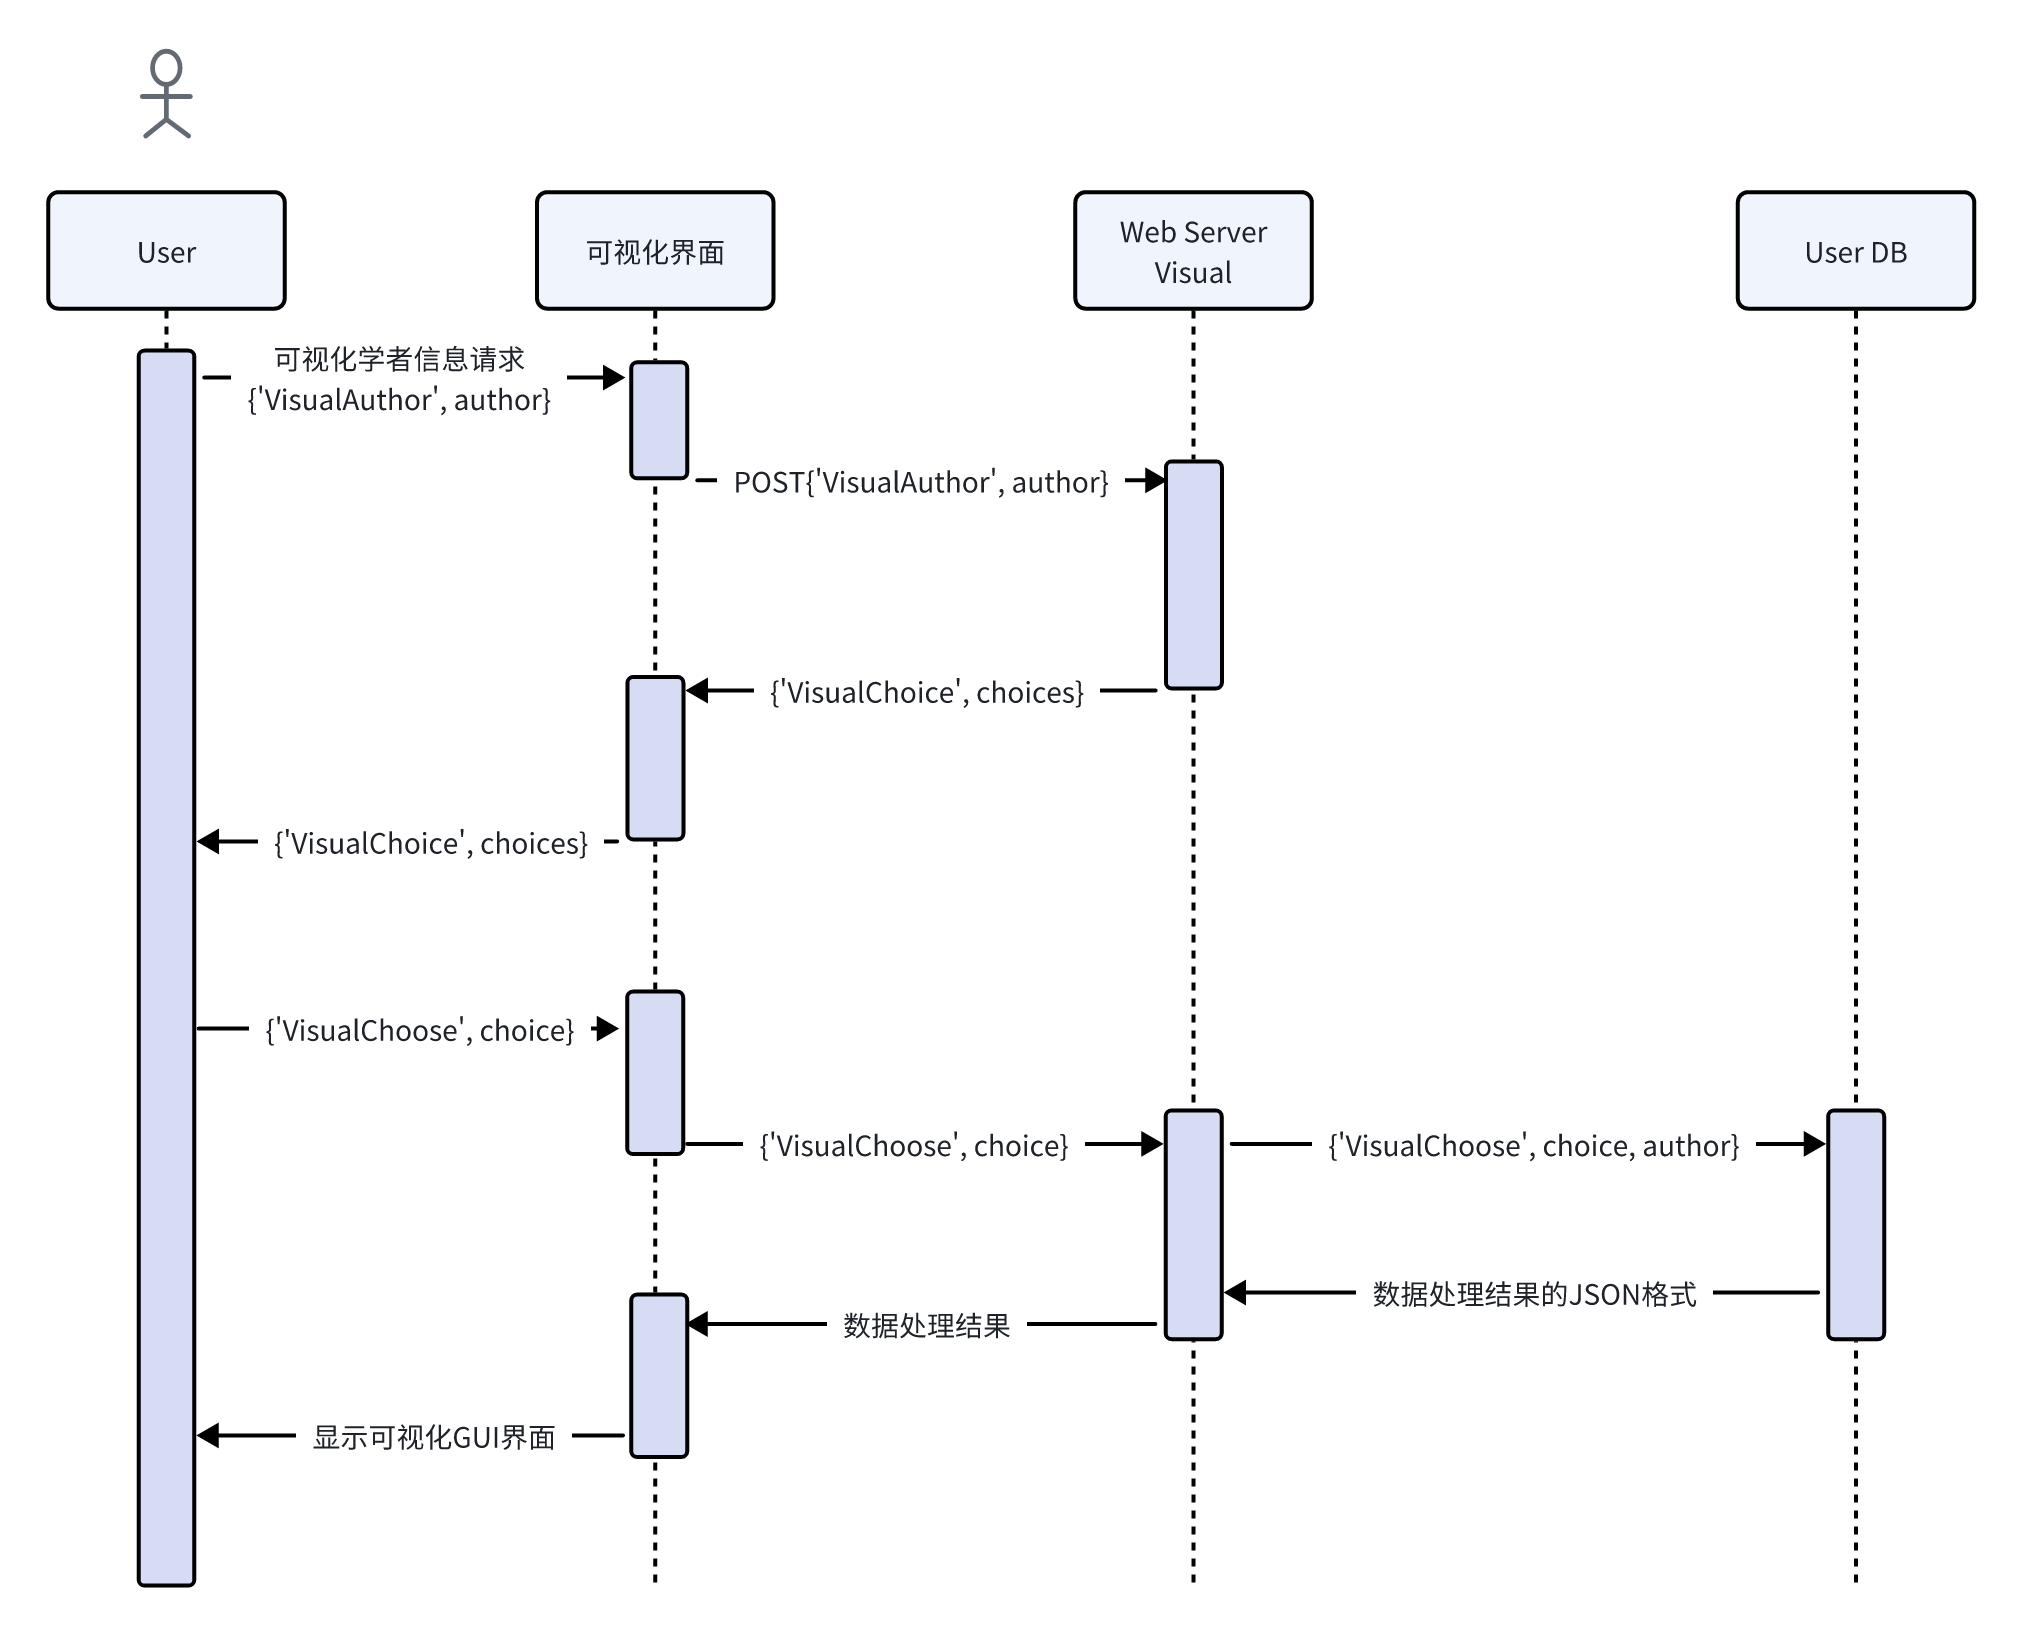 User
可视化界面
Web Server
Visual
User DB
可视化学者信息请求
{'VisualAuthor', author}
POST{'VisualAuthor', author}
{'VisualChoice', choices}
{'VisualChoice', choices}
{'VisualChoose', choice}
{'VisualChoose', choice}
{'VisualChoose', choice, author}
数据处理结果的JSON格式
数据处理结果
显示可视化GUI界面